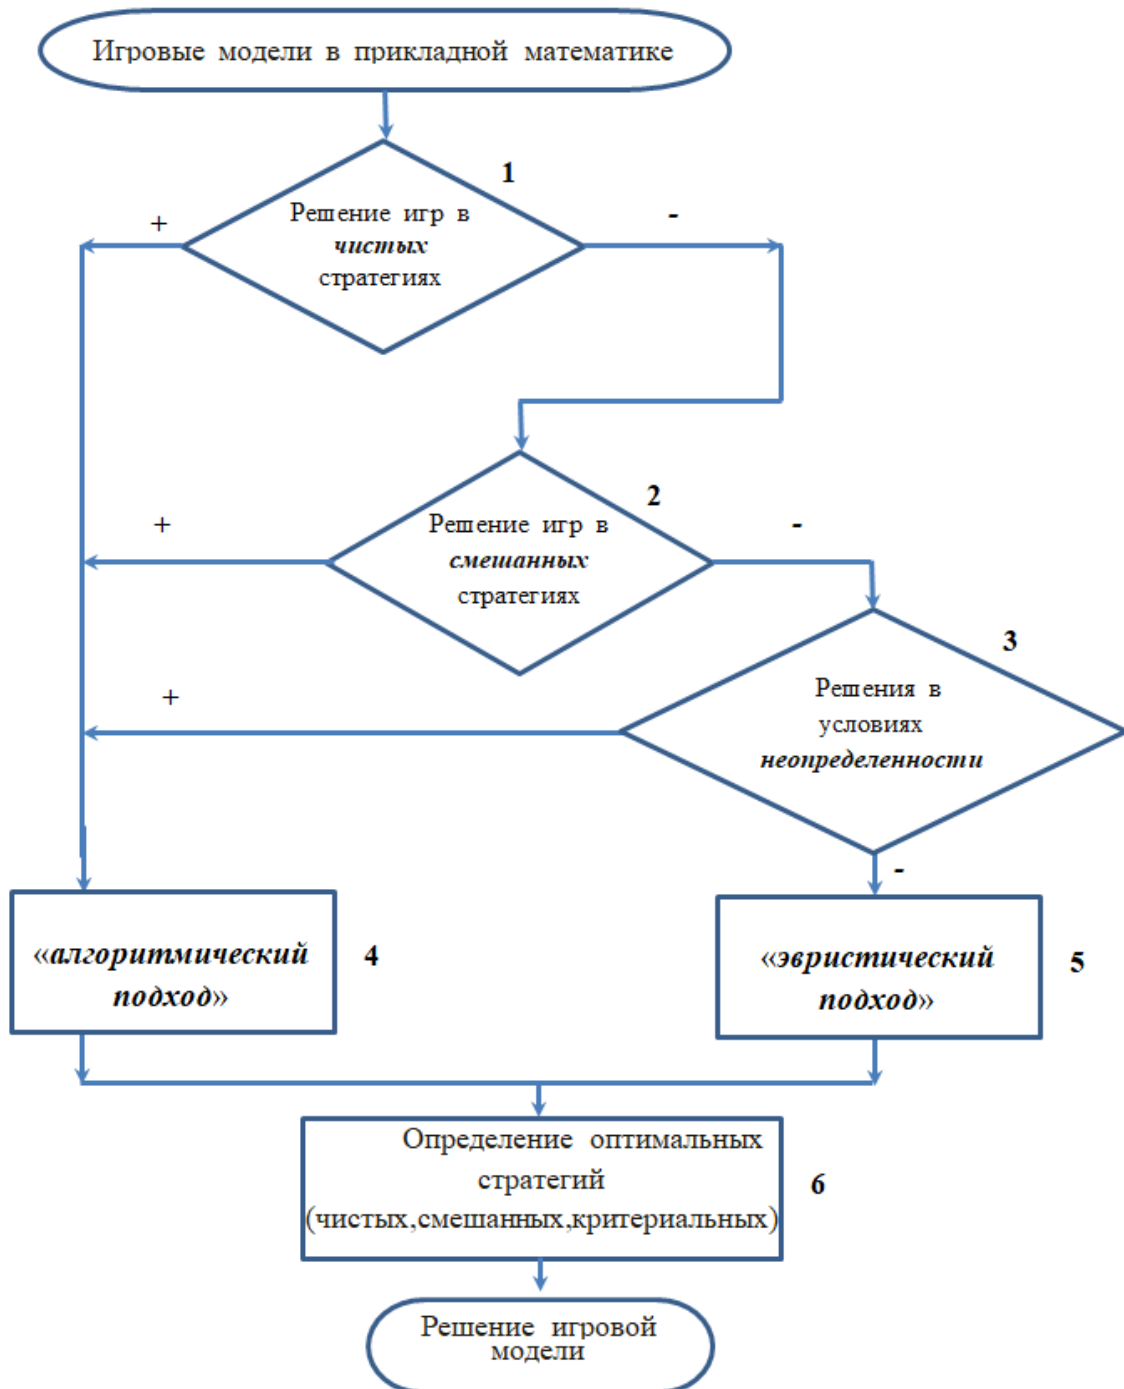 Игровые модели в прикладной математике
1
+
Решение игр в
-
чистых
стратегиях
2
+
Решение игр в
-
смешанных
стратегиях
3
+
Решения в
условиях
неопределенности
-
«алгоритмический
подход»
4
«эвристический
подход»
5
Определение оптимальных
стратегий
(чистых,смешанных,критериальных)
6
Решение игровой
модели